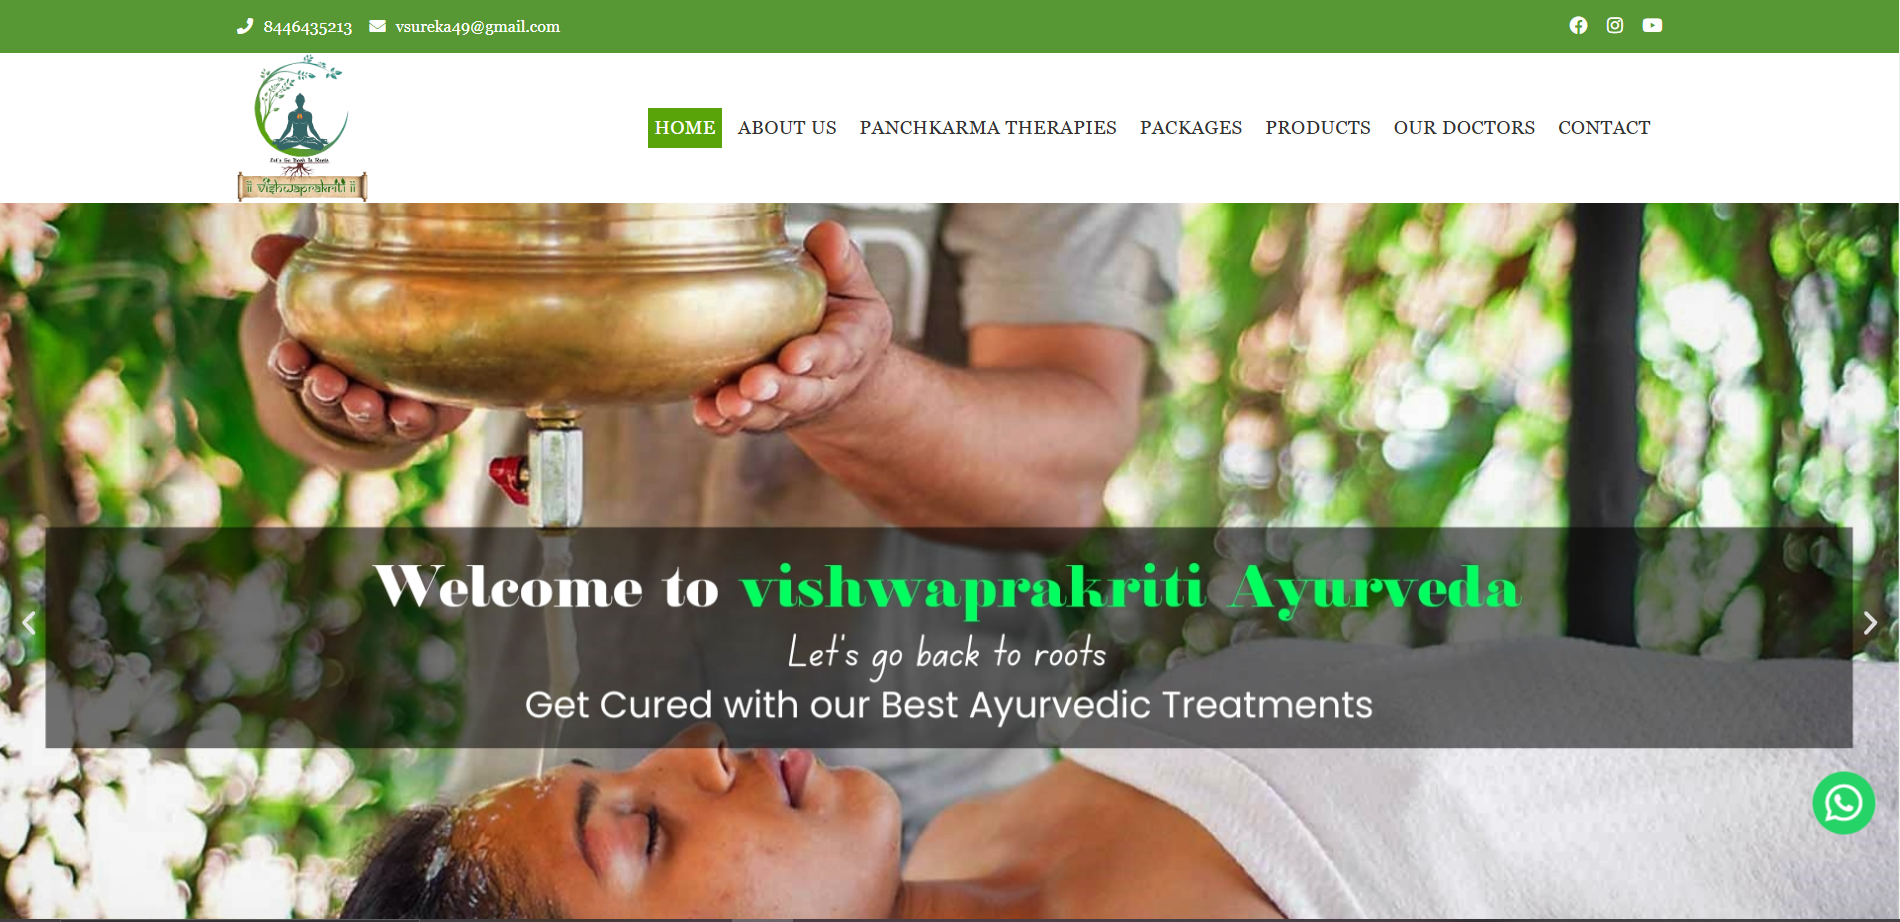 8446435213 vsureka49@gmail.com
Let's Go Back To Roots
॥ vishwaprakriti ॥
HOME ABOUT US PANCHKARMA THERAPIES PACKAGES PRODUCTS OUR DOCTORS CONTACT
Welcome to vishwaprakriti Ayurveda
Let's go back to roots
Get Cured with our Best Ayurvedic Treatments